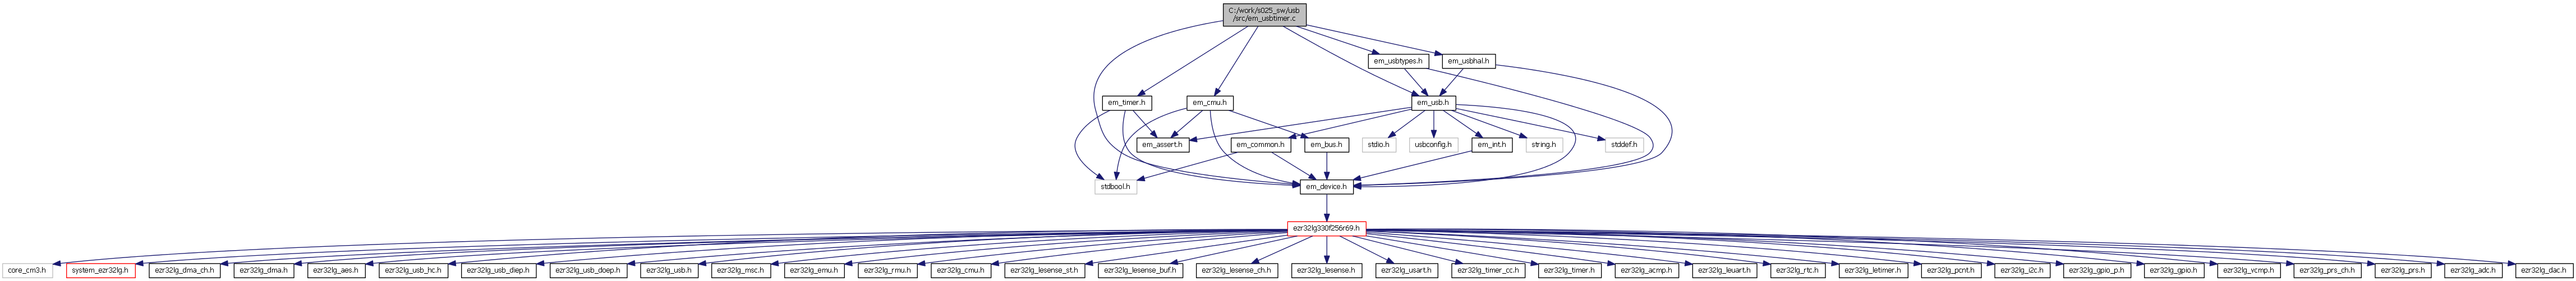 C:/work/s025_sw/usb
/src/em_usbtimer.c
em_usbtypes.h
em_usbhal.h
em_timer.h
em_cmu.h
em_usb.h
em_assert.h
em_common.h
em_bus.h
stdio.h
usbconfig.h
em_int.h
string.h
stddef.h
stdbool.h
em_device.h
ezr32lg330f256r69.h
core_cm3.h
system_ezr32lg.h
ezr32lg_dma_ch.h
ezr32lg_dma.h
ezr32lg_aes.h
ezr32lg_usb_hc.h
ezr32lg_usb_diep.h
ezr32lg_usb_doep.h
ezr32lg_usb.h
ezr32lg_msc.h
ezr32lg_emu.h
ezr32lg_rmu.h
ezr32lg_cmu.h
ezr32lg_lesense_st.h
ezr32lg_lesense_buf.h
ezr32lg_lesense_ch.h
ezr32lg_lesense.h
ezr32lg_usart.h
ezr32lg_timer_cc.h
ezr32lg_timer.h
ezr32lg_acmp.h
ezr32lg_leuart.h
ezr32lg_rtc.h
ezr32lg_letimer.h
ezr32lg_pcnt.h
ezr32lg_i2c.h
ezr32lg_gpio_p.h
ezr32lg_gpio.h
ezr32lg_vcmp.h
ezr32lg_prs_ch.h
ezr32lg_prs.h
ezr32lg_adc.h
ezr32lg_dac.h